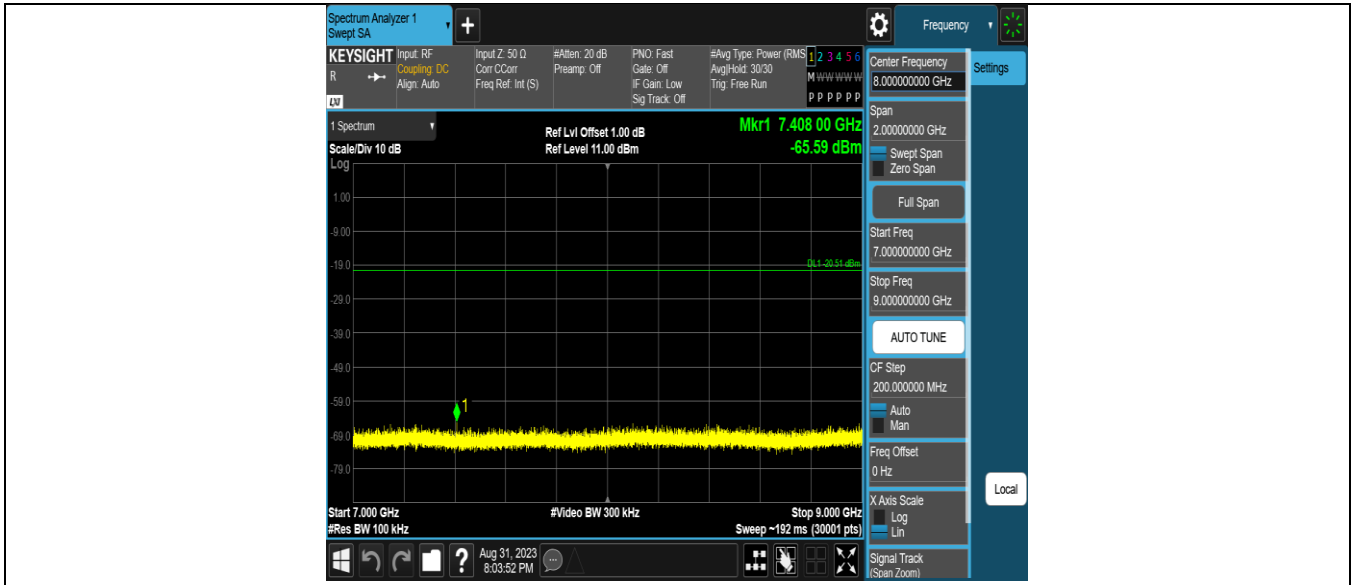 Spectrum Analyzer 1
Swept SA
+
Frequency
KEYSIGHT
R
LXI
Input: RF
Coupling: DC
Align: Auto
Input Z: 50 Ω
Corr CCorr
Freq Ref: Int (S)
#Atten: 20 dB
Preamp: Off
PNO: Fast
Gate: Off
IF Gain: Low
Sig Track: Off
#Avg Type: Power (RMS
Avg|Hold: 30/30
Trig: Free Run
1 2 3 4 5 6
M W W W W W
P P P P P P
1 Spectrum
Scale/Div 10 dB
Log
Ref Lvl Offset 1.00 dB
Ref Level 11.00 dBm
Mkr1 7.408 00 GHz
-65.59 dBm
1.00
-9.00
-19.0
DL1 -20.51 dBm
-29.0
-39.0
-49.0
-59.0
1
-69.0
-79.0
Start 7.000 GHz
#Video BW 300 kHz
Stop 9.000 GHz
#Res BW 100 kHz
Sweep ~192 ms (30001 pts)
?
Aug 31, 2023
8:03:52 PM
Center Frequency
8.000000000 GHz
Settings
Span
2.00000000 GHz
Swept Span
Zero Span
Full Span
Start Freq
7.000000000 GHz
Stop Freq
9.000000000 GHz
AUTO TUNE
CF Step
200.000000 MHz
Auto
Man
Freq Offset
0 Hz
X Axis Scale
Log
Lin
Signal Track
(Span Zoom)
Local